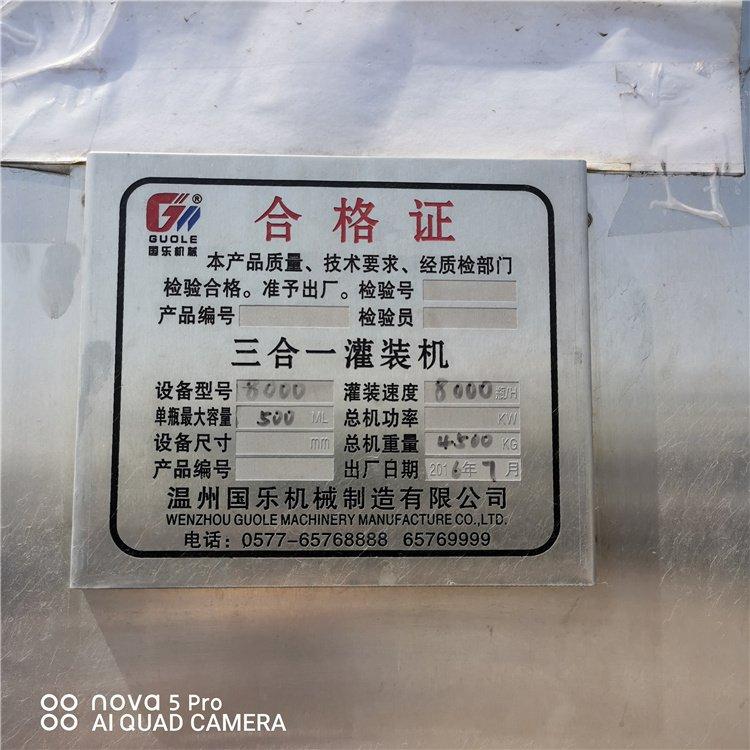 GUOLE ®
国乐机械
合格证
本产品质量、技术要求、经质检部门
检验合格。准予出厂。检验号
产品编号 检验员
三合一灌装机
设备型号 8000 灌装速度 8000 瓶/H
单瓶最大容量 500 ML 总机功率 KW
设备尺寸 mm 总机重量 4500 KG
产品编号 出厂日期 2016年7月
温州国乐机械制造有限公司
WENZHOU GUOLE MACHINERY MANUFACTURE CO.,LTD.
电话：0577-65768888 65769999
nova 5 Pro
AI QUAD CAMERA